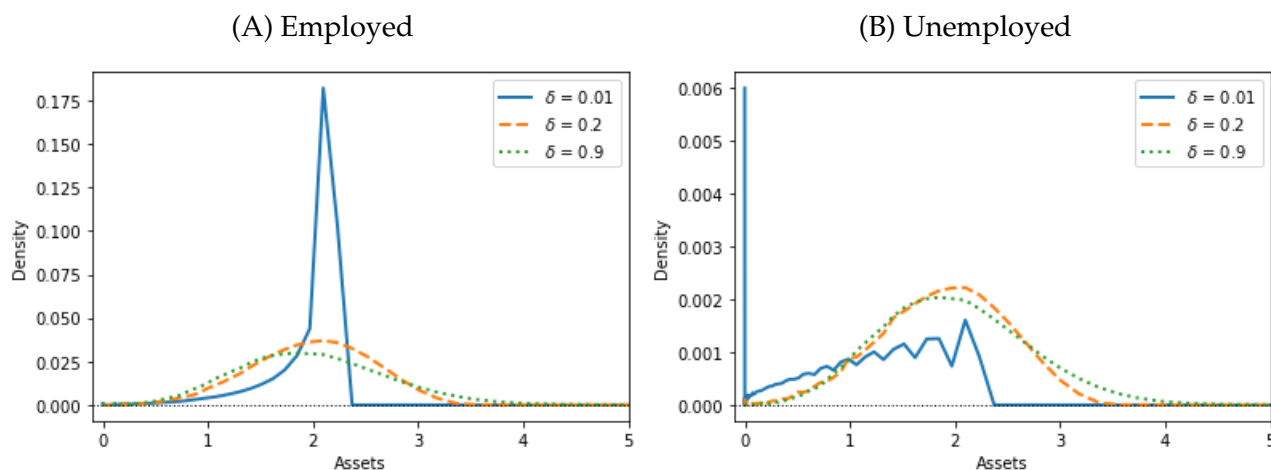 (A) Employed
0.175
0.150
0.125
0.100
0.075
0.050
0.025
0.000
Density
0 1 2 3 4 5
Assets
δ = 0.01
δ = 0.2
δ = 0.9
(B) Unemployed
0.006
0.005
0.004
0.003
0.002
0.001
0.000
Density
0 1 2 3 4 5
Assets
δ = 0.01
δ = 0.2
δ = 0.9